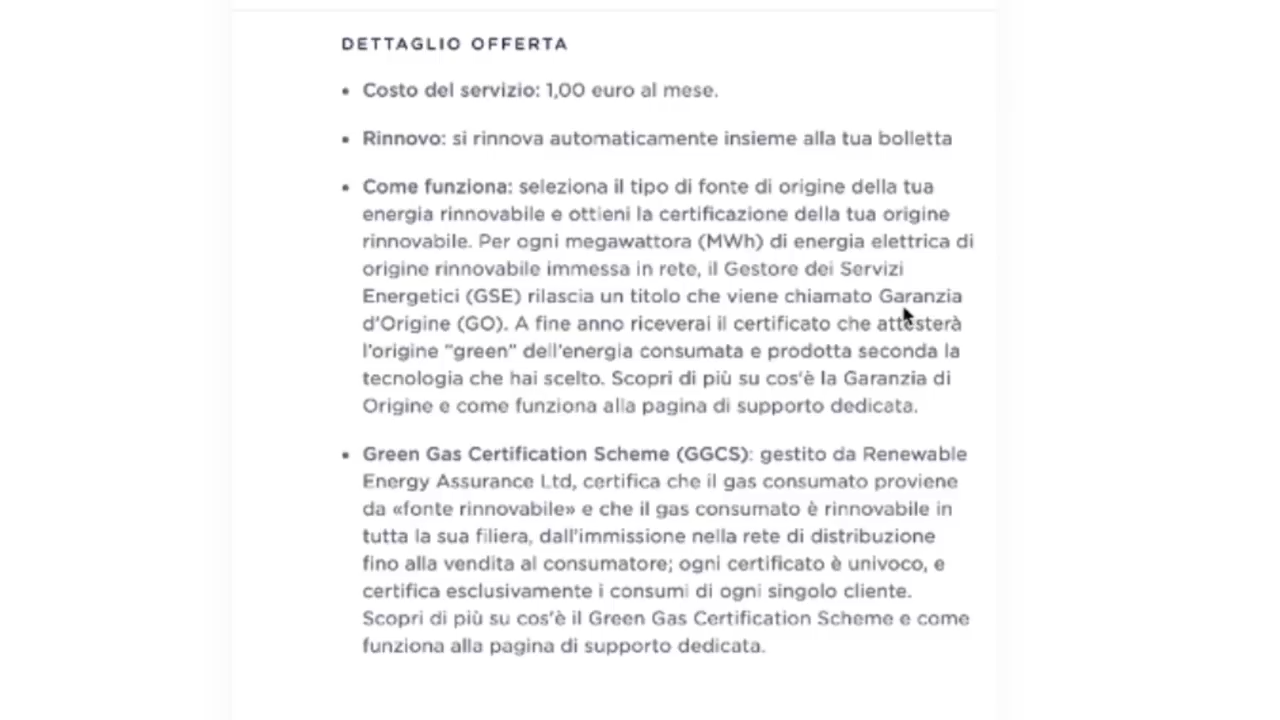 DETTAGLIO OFFERTA
• Costo del servizio: 1,00 euro al mese.
• Rinnovo: si rinnova automaticamente insieme alla tua bolletta
• Come funziona: seleziona il tipo di fonte di origine della tua
energia rinnovabile e ottieni la certificazione della tua origine
rinnovabile. Per ogni megawattora (MWh) di energia elettrica di
origine rinnovabile immessa in rete, il Gestore dei Servizi
Energetici (GSE) rilascia un titolo che viene chiamato Garanzia
d'Origine (GO). A fine anno riceverai il certificato che attesterà
l'origine "green" dell'energia consumata e prodotta seconda la
tecnologia che hai scelto. Scopri di più su cos'è la Garanzia di
Origine e come funziona alla pagina di supporto dedicata.
• Green Gas Certification Scheme (GGCS): gestito da Renewable
Energy Assurance Ltd, certifica che il gas consumato proviene
da «fonte rinnovabile» e che il gas consumato è rinnovabile in
tutta la sua filiera, dall'immissione nella rete di distribuzione
fino alla vendita al consumatore; ogni certificato è univoco, e
certifica esclusivamente i consumi di ogni singolo cliente.
Scopri di più su cos'è il Green Gas Certification Scheme e come
funziona alla pagina di supporto dedicata.